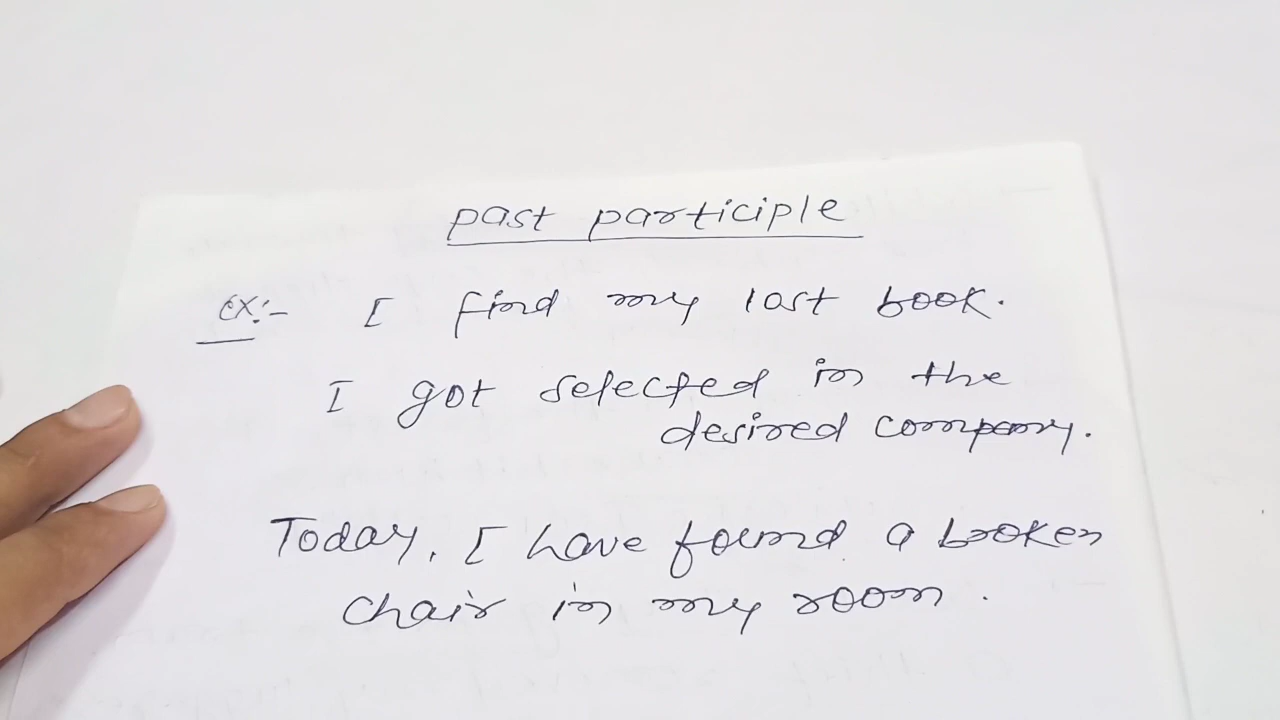 past participle
Ex:- I find my lost book.
I got selected in the
desired company.
Today, I have found a broken
chair in my room.